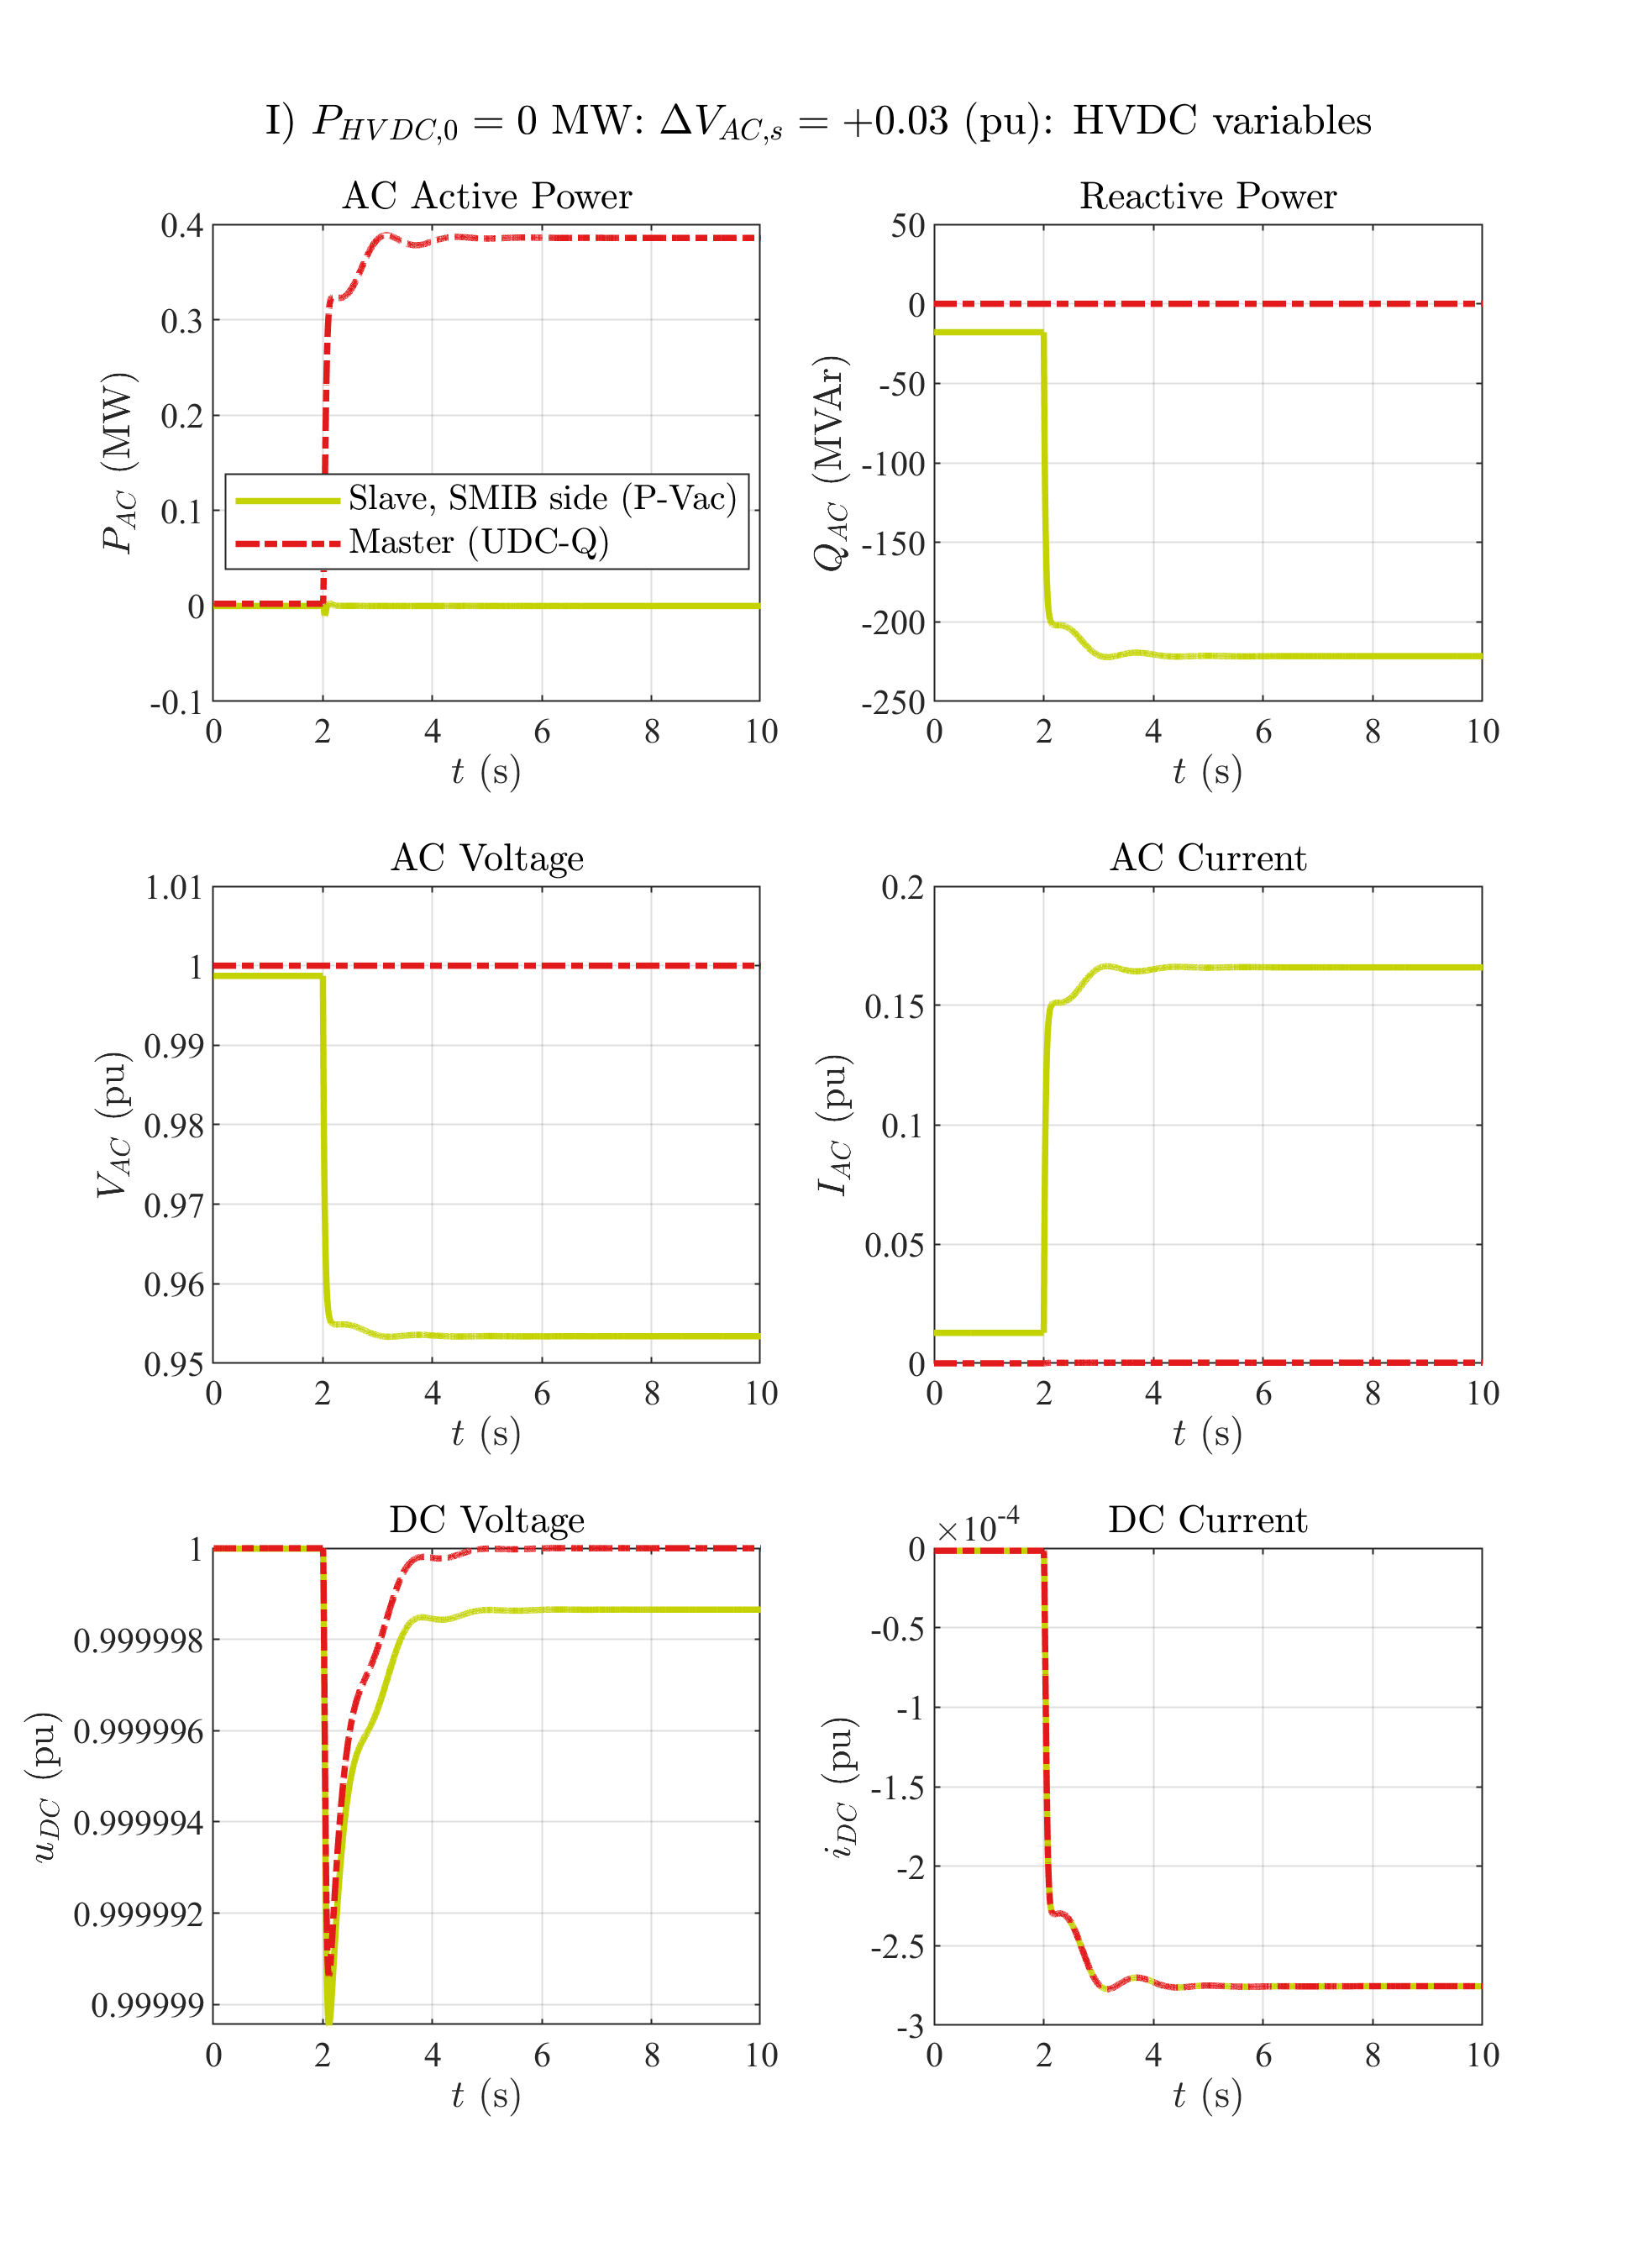 I) P_{HVDC,0} = 0 MW: ΔV_{AC,s} = +0.03 (pu): HVDC variables
AC Active Power
0.4
0.3
0.2
0.1
0
-0.1
P_{AC} (MW)
Slave, SMIB side (P-Vac)
Master (UDC-Q)
0 2 4 6 8 10
t (s)
Reactive Power
50
0
-50
-100
-150
-200
-250
Q_{AC} (MVAr)
0 2 4 6 8 10
t (s)
AC Voltage
1.01
1
0.99
0.98
0.97
0.96
0.95
V_{AC} (pu)
0 2 4 6 8 10
t (s)
AC Current
0.2
0.15
0.1
0.05
0
I_{AC} (pu)
0 2 4 6 8 10
t (s)
DC Voltage
1
0.999998
0.999996
0.999994
0.999992
0.99999
u_{DC} (pu)
0 2 4 6 8 10
t (s)
DC Current
×10^{-4}
0
-0.5
-1
-1.5
-2
-2.5
-3
i_{DC} (pu)
0 2 4 6 8 10
t (s)